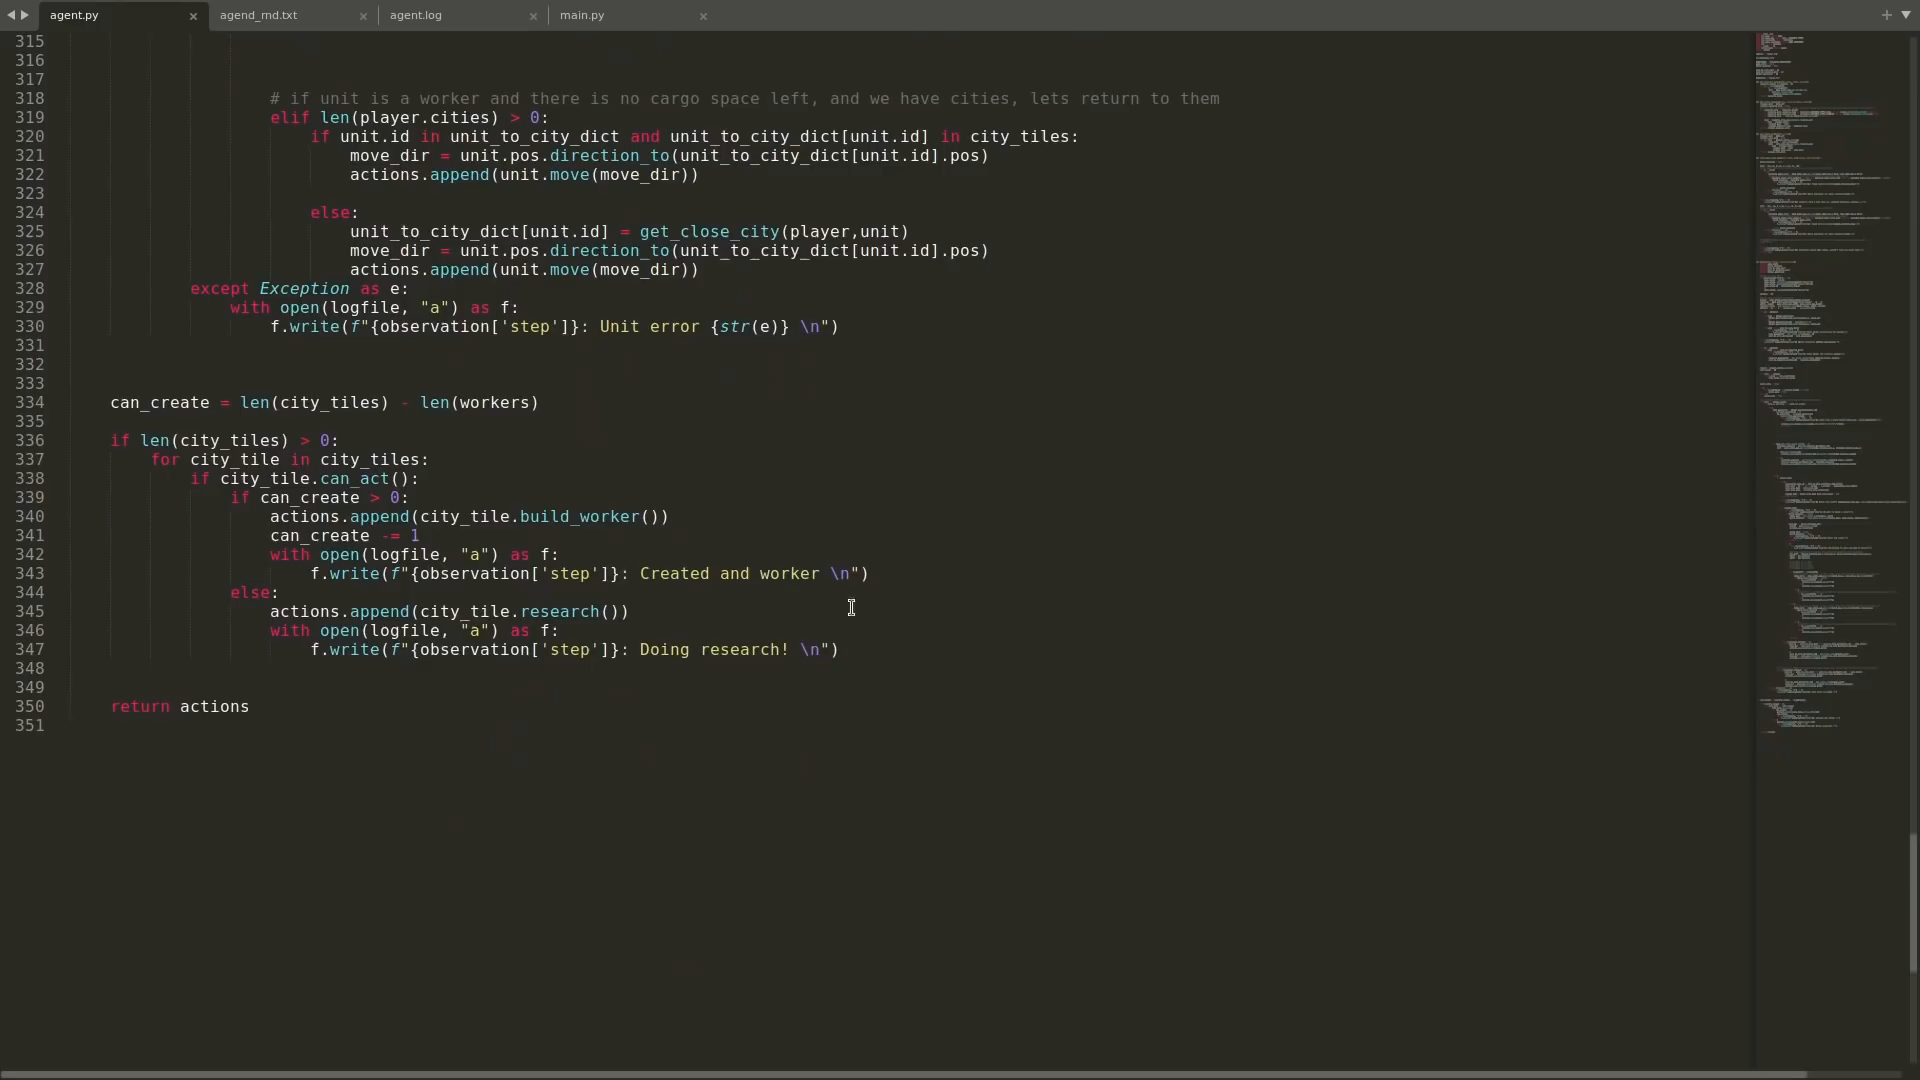 agent.py × agend_rnd.txt × agent.log × main.py × +
315
316
317
318 # if unit is a worker and there is no cargo space left, and we have cities, lets return to them
319 elif len(player.cities) > 0:
320 if unit.id in unit_to_city_dict and unit_to_city_dict[unit.id] in city_tiles:
321 move_dir = unit.pos.direction_to(unit_to_city_dict[unit.id].pos)
322 actions.append(unit.move(move_dir))
323
324 else:
325 unit_to_city_dict[unit.id] = get_close_city(player,unit)
326 move_dir = unit.pos.direction_to(unit_to_city_dict[unit.id].pos)
327 actions.append(unit.move(move_dir))
328 except Exception as e:
329 with open(logfile, "a") as f:
330 f.write(f"{observation['step']}: Unit error {str(e)} \n")
331
332
333
334 can_create = len(city_tiles) - len(workers)
335
336 if len(city_tiles) > 0:
337 for city_tile in city_tiles:
338 if city_tile.can_act():
339 if can_create > 0:
340 actions.append(city_tile.build_worker())
341 can_create -= 1
342 with open(logfile, "a") as f:
343 f.write(f"{observation['step']}: Created and worker \n")
344 else:
345 actions.append(city_tile.research())
346 with open(logfile, "a") as f:
347 f.write(f"{observation['step']}: Doing research! \n")
348
349
350 return actions
351